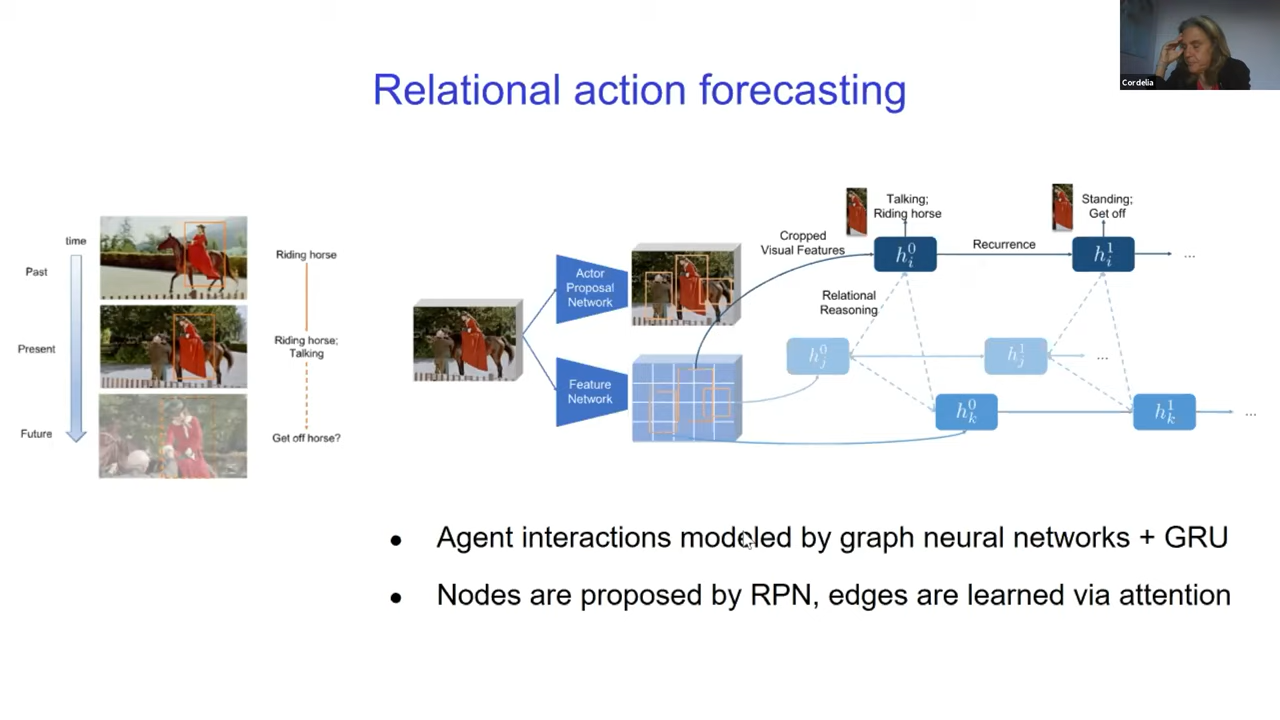 Cordelia
Relational action forecasting
time
Past
Present
Future
Riding horse
Riding horse;
Talking
Get off horse?
Actor
Proposal
Network
Feature
Network
Cropped
Visual Features
Talking;
Riding horse
Recurrence
Standing;
Get off
Relational
Reasoning
h_i^0
h_i^1
...
h_j^0
h_j^1
...
h_k^0
h_k^1
...
• Agent interactions modeled by graph neural networks + GRU
• Nodes are proposed by RPN, edges are learned via attention